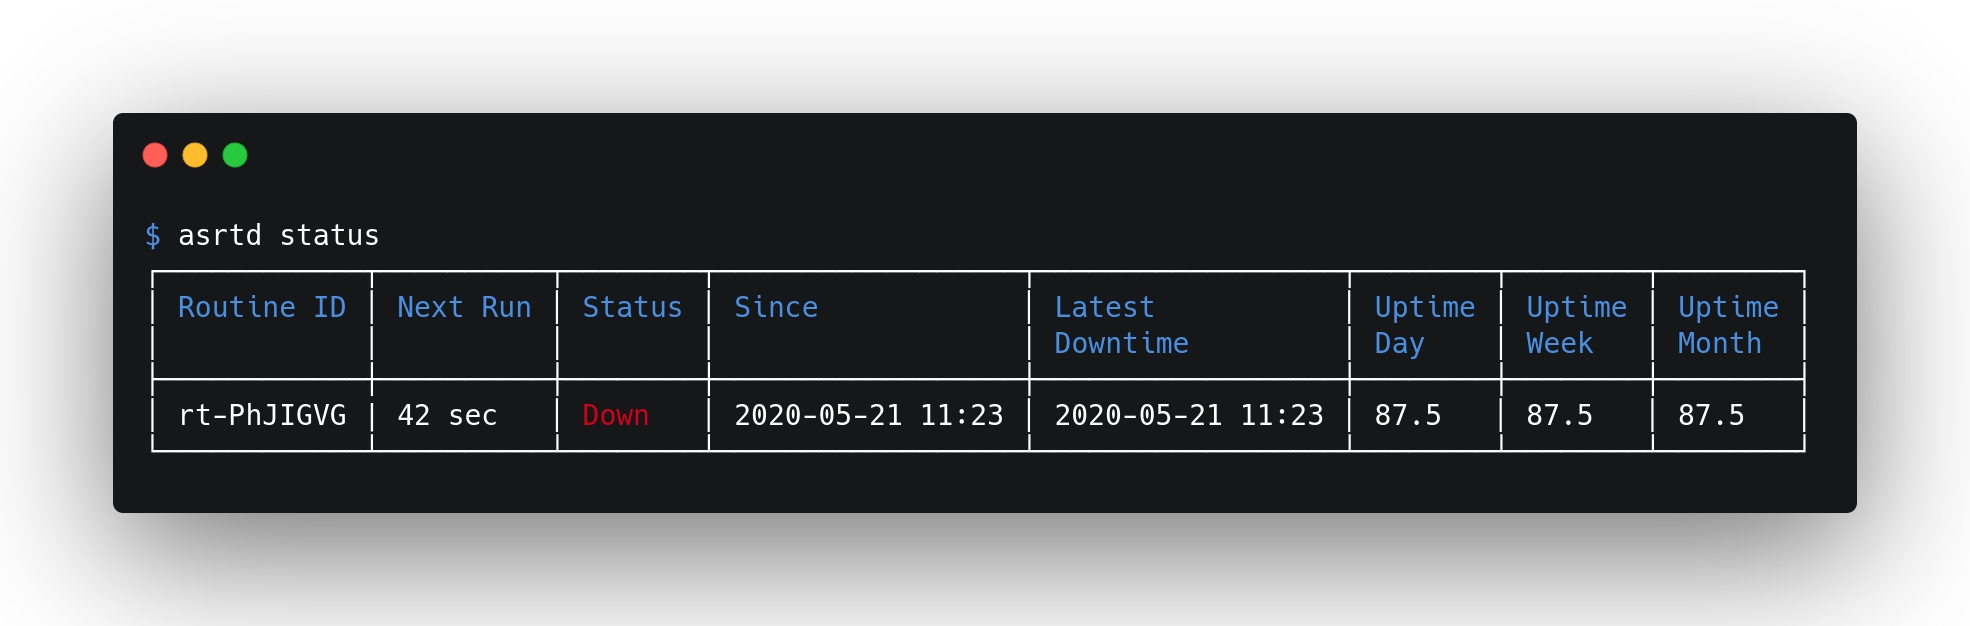 $ asrtd status
Routine ID Next Run Status Since Latest Uptime Uptime Uptime
Downtime Day Week Month
rt-PhJIGVG 42 sec Down 2020-05-21 11:23 2020-05-21 11:23 87.5 87.5 87.5